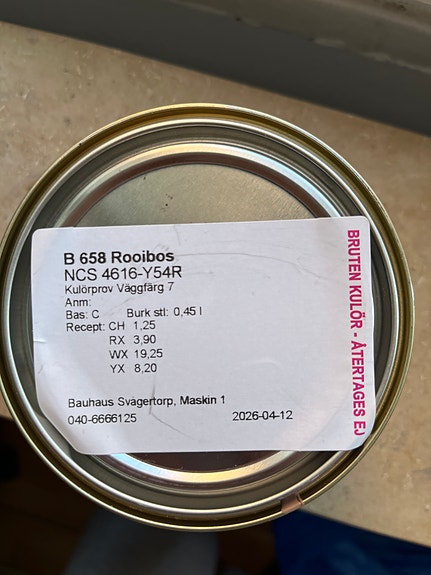 B 658 Rooibos
NCS 4616-Y54R
Kulörprov Väggfärg 7
Anm:
Bas: C Burk stl: 0,45 l
Recept: CH 1,25
RX 3,90
WX 19,25
YX 8,20
Bauhaus Svågertorp, Maskin 1
040-6666125 2026-04-12
BRUTEN KULÖR - ÅTERTAGES EJ